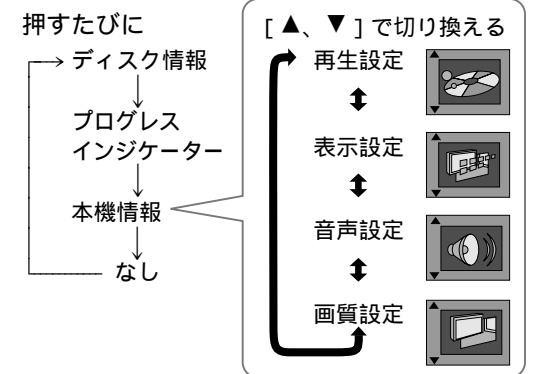 押すたびに
ディスク情報
プログレス
インジケーター
本機情報
なし
[ ▲、▼ ] で切り換える
再生設定
表示設定
音声設定
画質設定